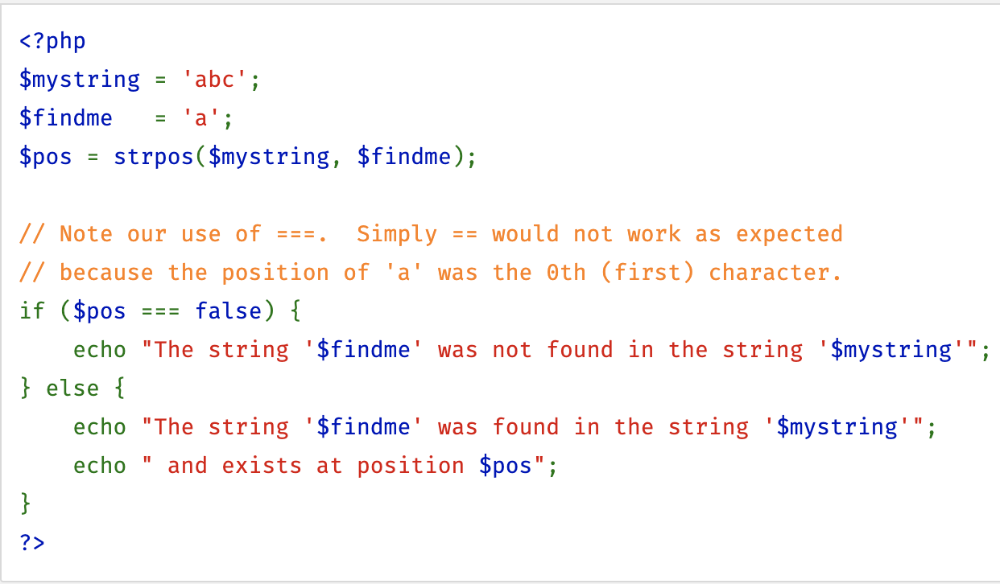 <?php
$mystring = 'abc';
$findme   = 'a';
$pos = strpos($mystring, $findme);

// Note our use of ===.  Simply == would not work as expected
// because the position of 'a' was the 0th (first) character.
if ($pos === false) {
    echo "The string '$findme' was not found in the string '$mystring'";
} else {
    echo "The string '$findme' was found in the string '$mystring'";
    echo " and exists at position $pos";
}
?>